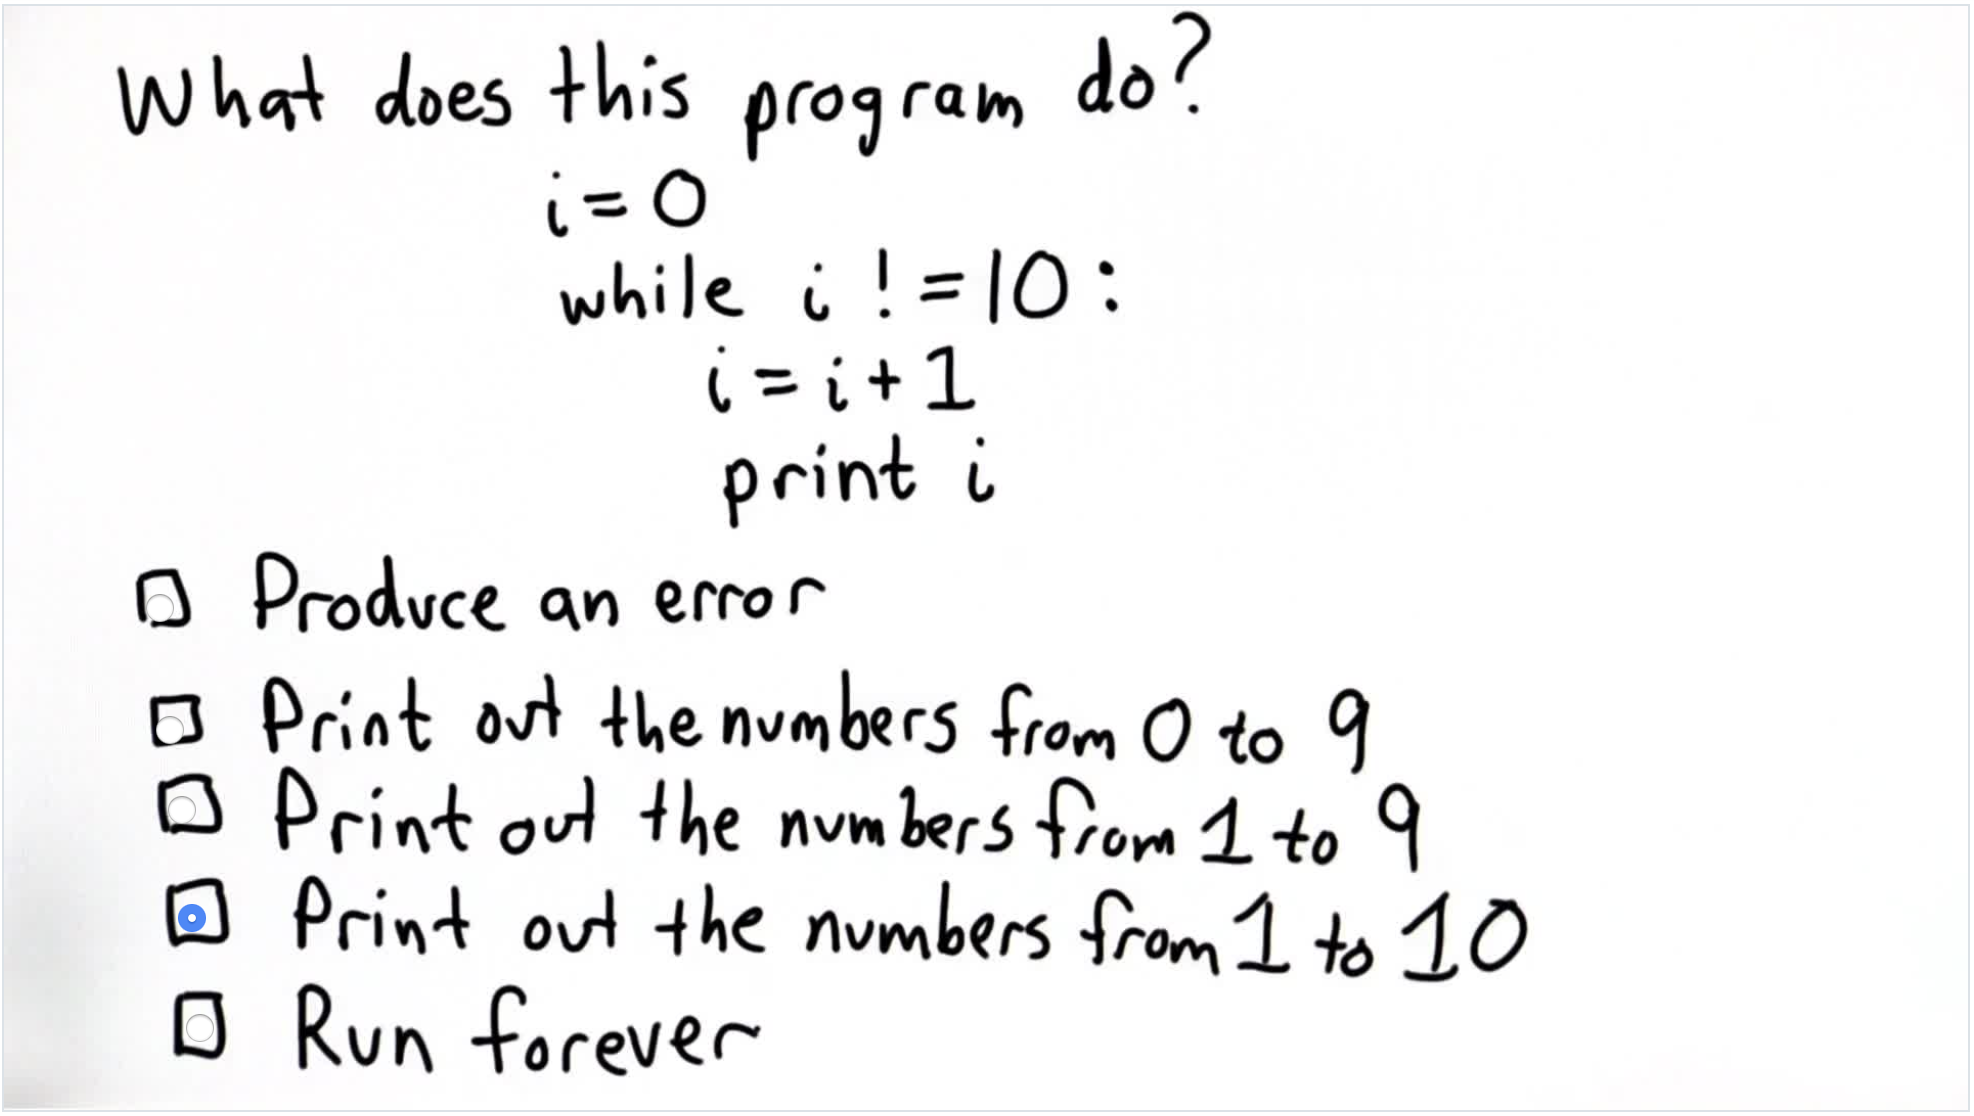 What does this program do?
i = 0
while i != 10 :
i = i + 1
print i
Produce an error
Print out the numbers from 0 to 9
Print out the numbers from 1 to 9
Print out the numbers from 1 to 10
Run forever